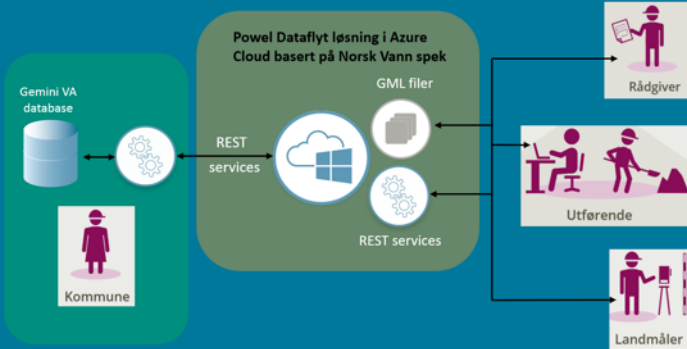 Powel Dataflyt løsning i Azure
Cloud basert på Norsk Vann spek
Gemini VA
database
REST
services
GML filer
REST services
Kommune
Rådgiver
Utførende
Landmåler